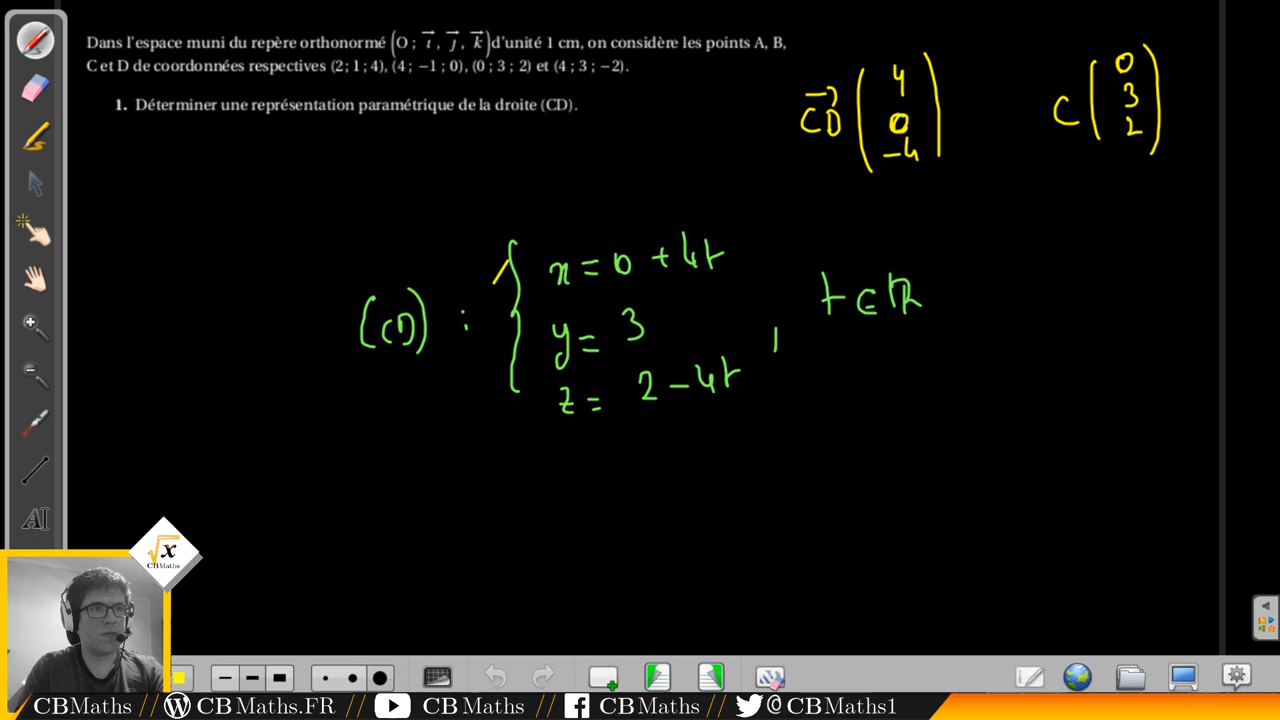 Dans l'espace muni du repère orthonormé (O ; i⃗ , j⃗ , k⃗) d'unité 1 cm, on considère les points A, B,
C et D de coordonnées respectives (2 ; 1 ; 4), (4 ; −1 ; 0), (0 ; 3 ; 2) et (4 ; 3 ; −2).
1. Déterminer une représentation paramétrique de la droite (CD).
CD⃗ ( 4
0
−4 )
C ( 0
3
2 )
(CD) : { x = 0 + 4t
y = 3 , t ∈ ℝ
z = 2 − 4t
AI
√x
CBMaths
CBMaths CBMaths.FR CBMaths CBMaths @CBMaths1